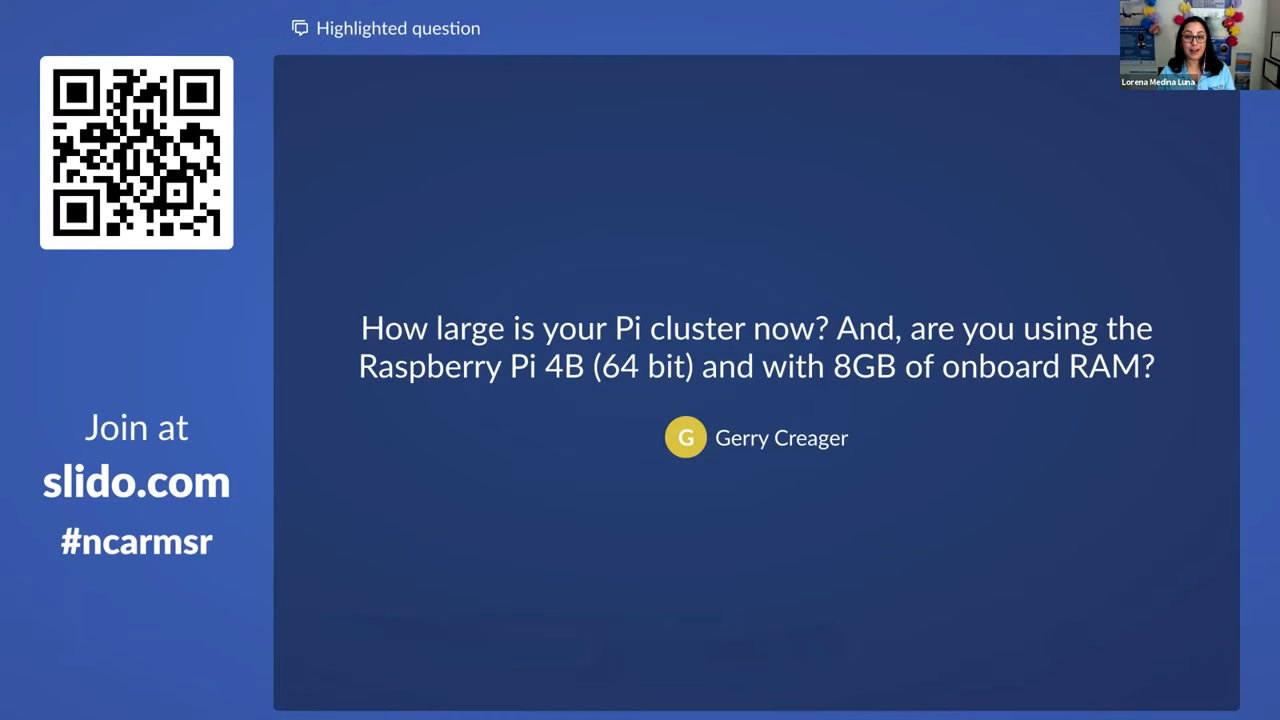 Highlighted question
Lorena Medina Luna
How large is your Pi cluster now? And, are you using the
Raspberry Pi 4B (64 bit) and with 8GB of onboard RAM?
G Gerry Creager
Join at
slido.com
#ncarmsr